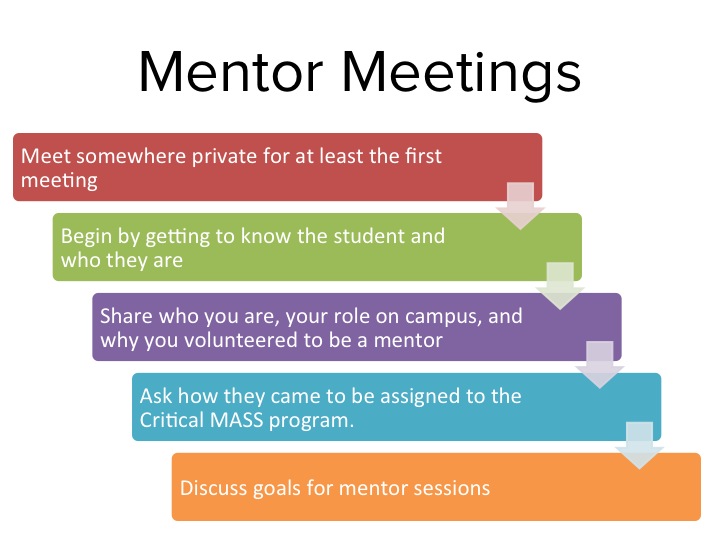 Mentor Meetings
Meet somewhere private for at least the first
meeting
Begin by getting to know the student and
who they are
Share who you are, your role on campus, and
why you volunteered to be a mentor
Ask how they came to be assigned to the
Critical MASS program.
Discuss goals for mentor sessions